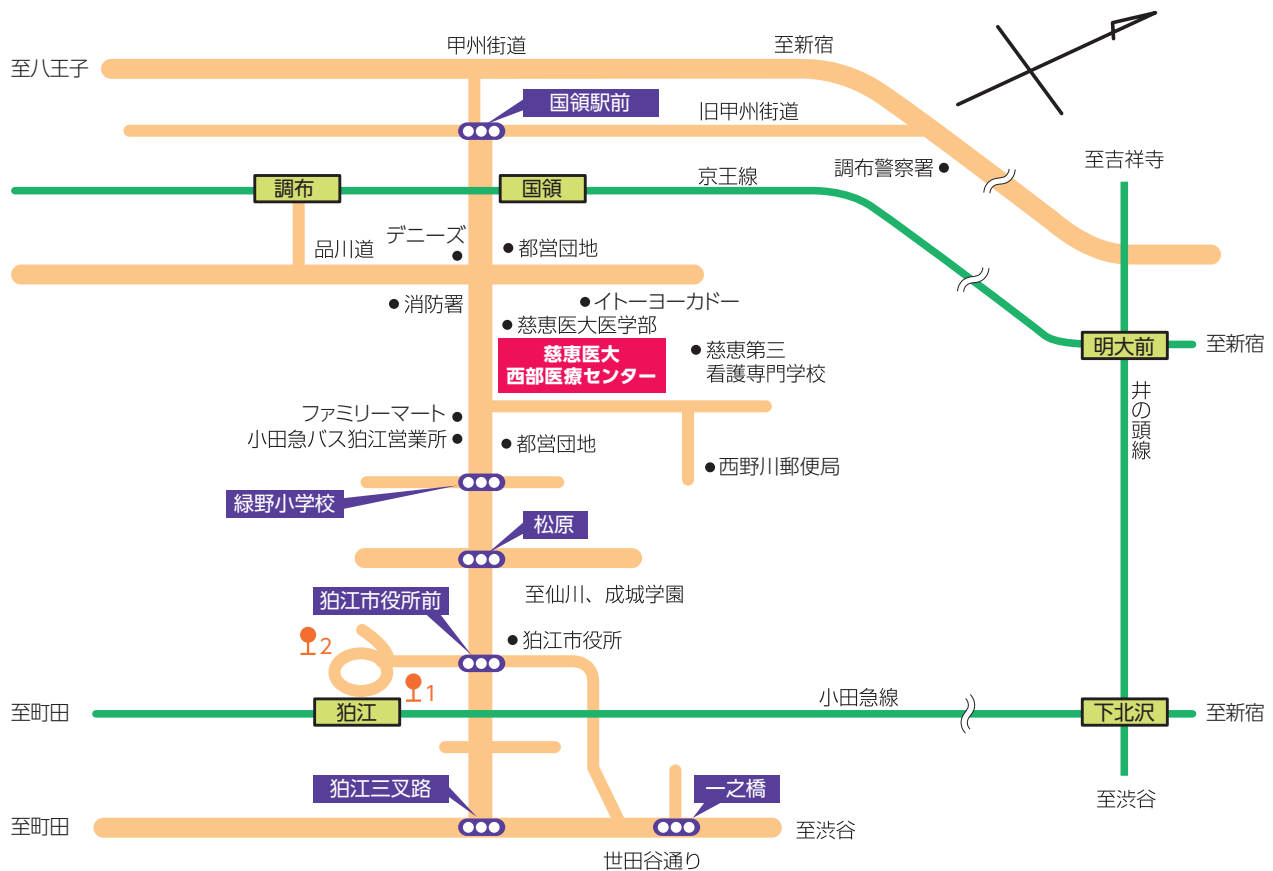 甲州街道
至新宿
至八王子
国領駅前
旧甲州街道
調布警察署
至吉祥寺
調布
国領
京王線
デニーズ
都営団地
品川道
消防署
イトーヨーカドー
慈恵医大医学部
慈恵医大
西部医療センター
慈恵第三
看護専門学校
明大前
至新宿
井の頭線
ファミリーマート
小田急バス狛江営業所
都営団地
西野川郵便局
緑野小学校
松原
至仙川、成城学園
狛江市役所前
狛江市役所
2
1
至町田
狛江
小田急線
下北沢
至新宿
狛江三叉路
一之橋
至渋谷
至町田
至渋谷
世田谷通り